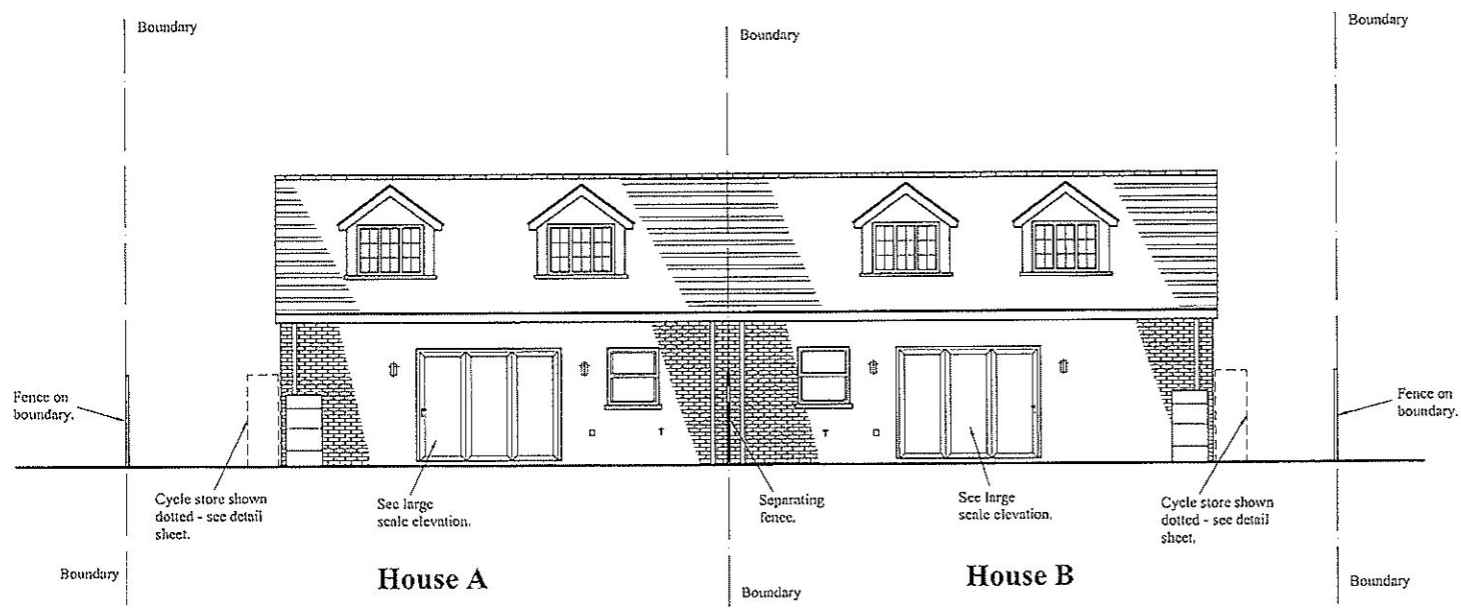 Boundary
Boundary
Boundary
Fence on
boundary.
Fence on
boundary.
Cycle store shown
dotted - see detail
sheet.
See large
scale elevation.
Separating
fence.
See large
scale elevation.
Cycle store shown
dotted - see detail
sheet.
Boundary
House A
Boundary
House B
Boundary